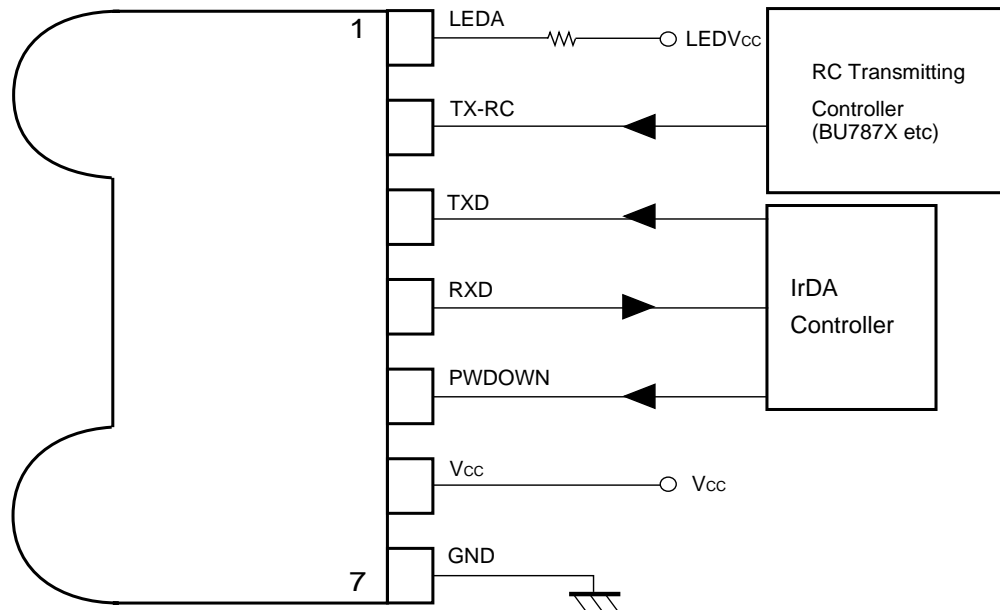 1
LEDA
LEDVCC
RC Transmitting
Controller
(BU787X etc)
TX-RC
TXD
RXD
IrDA
Controller
PWDOWN
VCC
VCC
7
GND